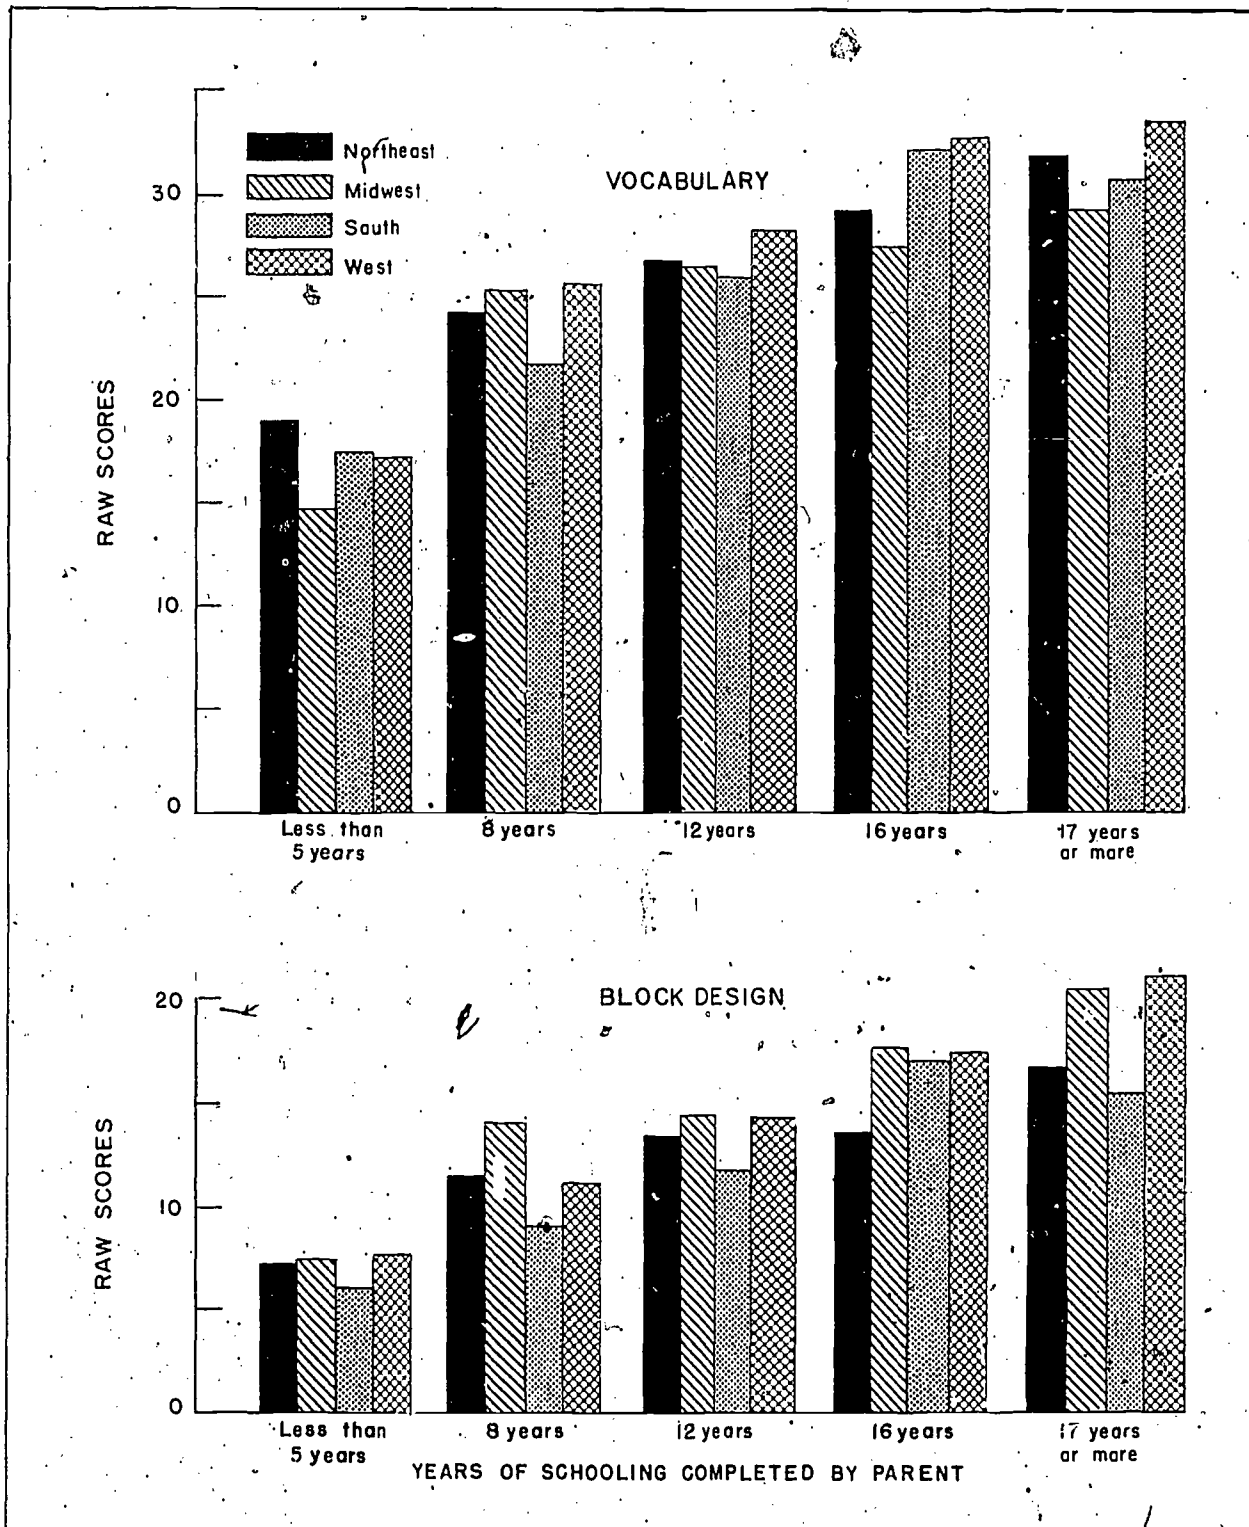 Northeast
Midwest
South
West
VOCABULARY
30
20
10
0
RAW SCORES
Less than
5 years
8 years
12 years
16 years
17 years
or more
BLOCK DESIGN
20
10
0
RAW SCORES
Less than
5 years
8 years
12 years
16 years
17 years
or more
YEARS OF SCHOOLING COMPLETED BY PARENT